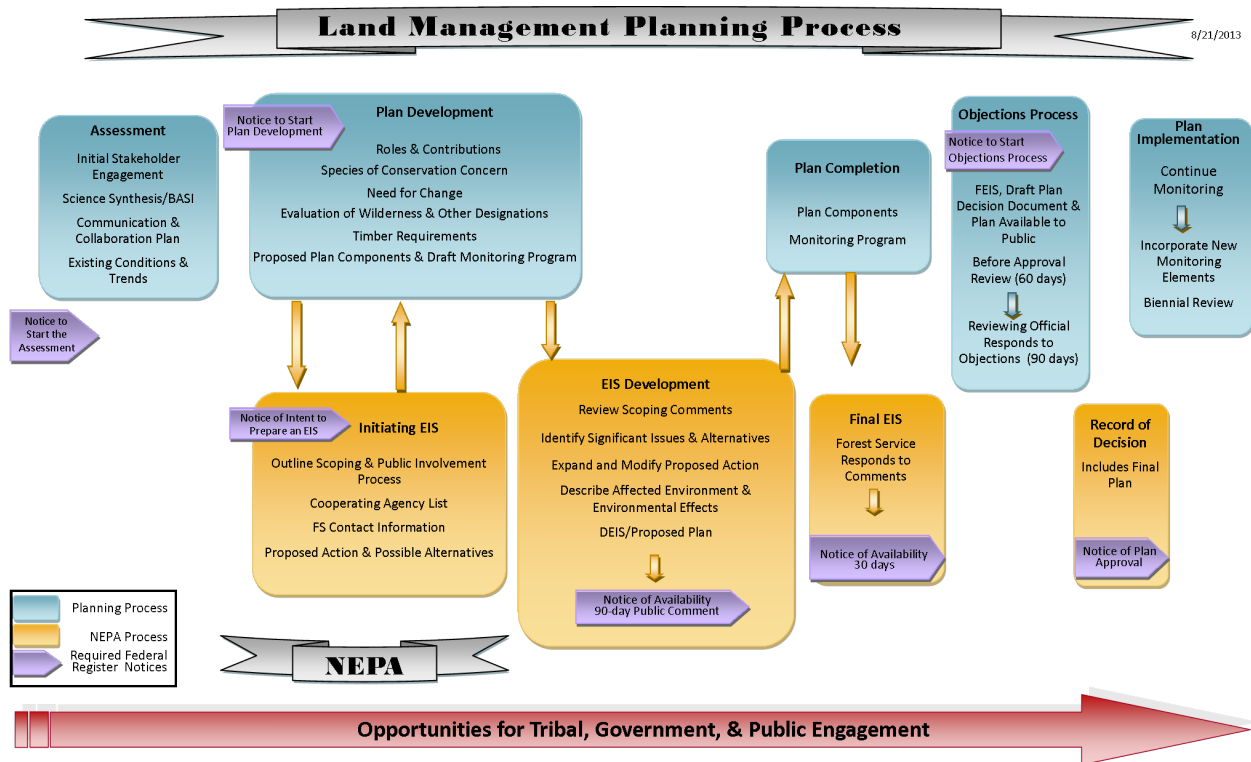 Land Management Planning Process
8/21/2013
Assessment
Initial Stakeholder
Engagement
Science Synthesis/BASI
Communication &
Collaboration Plan
Existing Conditions &
Trends
Notice to
Start the
Assessment
Notice to Start
Plan Development
Plan Development
Roles & Contributions
Species of Conservation Concern
Need for Change
Evaluation of Wilderness & Other Designations
Timber Requirements
Proposed Plan Components & Draft Monitoring Program
Notice of Intent to
Prepare an EIS
Initiating EIS
Outline Scoping & Public Involvement
Process
Cooperating Agency List
FS Contact Information
Proposed Action & Possible Alternatives
EIS Development
Review Scoping Comments
Identify Significant Issues & Alternatives
Expand and Modify Proposed Action
Describe Affected Environment &
Environmental Effects
DEIS/Proposed Plan
Notice of Availability
90-day Public Comment
Plan Completion
Plan Components
Monitoring Program
Final EIS
Forest Service
Responds to
Comments
Notice of Availability
30 days
Objections Process
Notice to Start
Objections Process
FEIS, Draft Plan
Decision Document &
Plan Available to
Public
Before Approval
Review (60 days)
Reviewing Official
Responds to
Objections (90 days)
Record of
Decision
Includes Final
Plan
Notice of Plan
Approval
Plan
Implementation
Continue
Monitoring
Incorporate New
Monitoring
Elements
Biennial Review
Planning Process
NEPA Process
Required Federal
Register Notices
NEPA
Opportunities for Tribal, Government, & Public Engagement